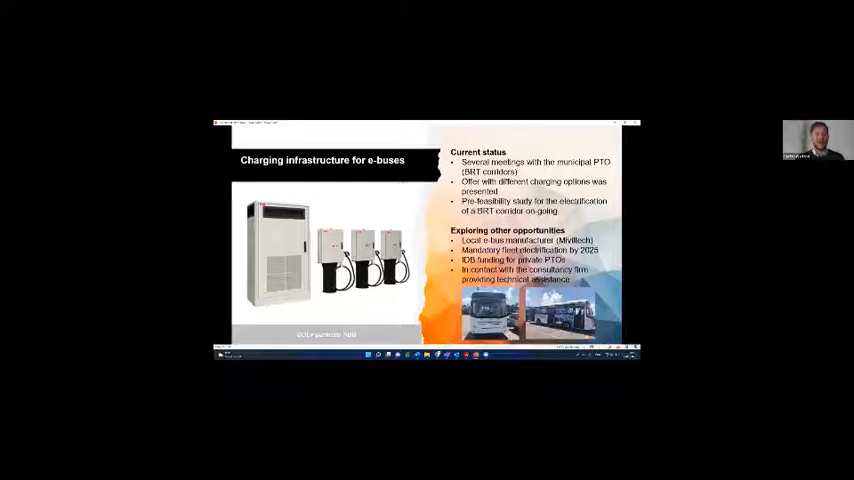 Charging infrastructure for e-buses
Current status
• Several meetings with the municipal PTO
(BRT corridors)
• Offer with different charging options was
presented
• Pre-feasibility study for the electrification
of a BRT corridor on-going
Exploring other opportunities
• Local e-bus manufacturer (Miviltech)
• Mandatory fleet electrification by 2025
• IDB funding for private PTOs
• In contact with the consultancy firm
providing technical assistance